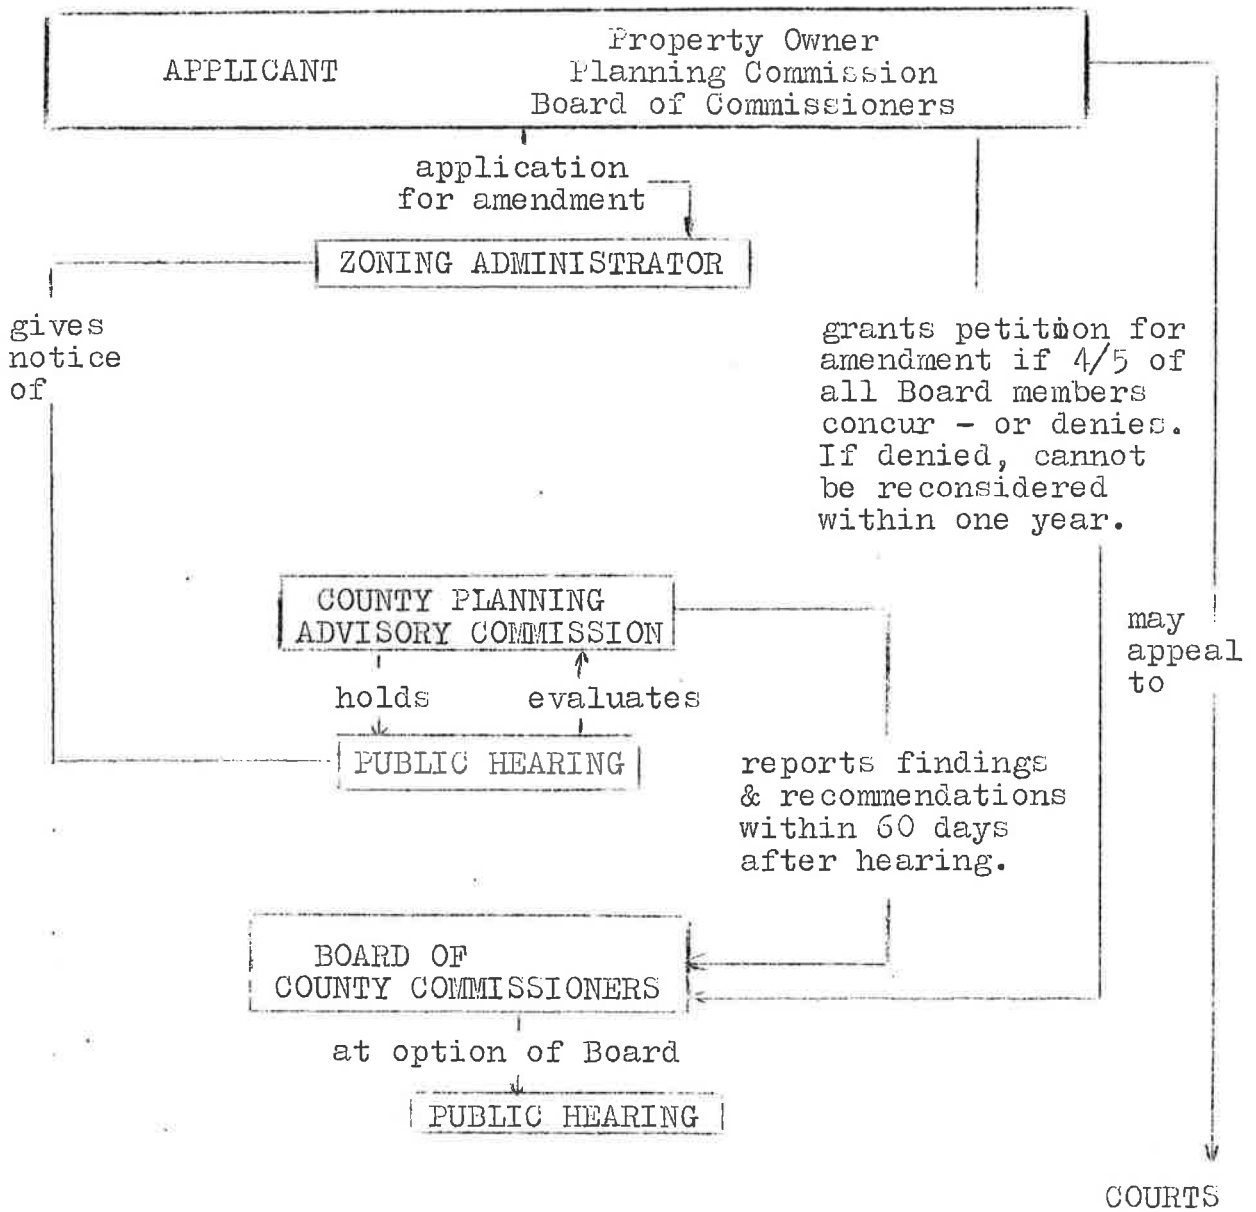 APPLICANT
Property Owner
Planning Commission
Board of Commissioners
application
for amendment
ZONING ADMINISTRATOR
gives
notice
of
grants petition for
amendment if 4/5 of
all Board members
concur - or denies.
If denied, cannot
be reconsidered
within one year.
COUNTY PLANNING
ADVISORY COMMISSION
holds
evaluates
PUBLIC HEARING
may
appeal
to
reports findings
& recommendations
within 60 days
after hearing.
BOARD OF
COUNTY COMMISSIONERS
at option of Board
PUBLIC HEARING
COURTS